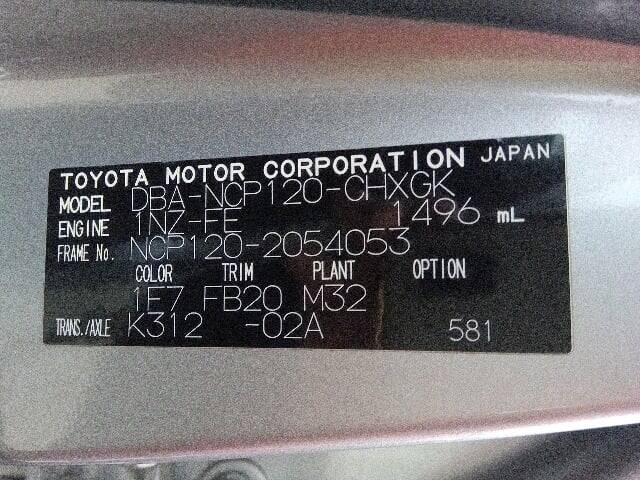 TOYOTA MOTOR CORPORATION JAPAN
MODEL DBA-NCP120-CHXGK
ENGINE 1NZ-FE 1496 mL
FRAME No. NCP120-2054053
COLOR TRIM PLANT OPTION
1E7 FB20 M32
TRANS./AXLE K312 -02A 581